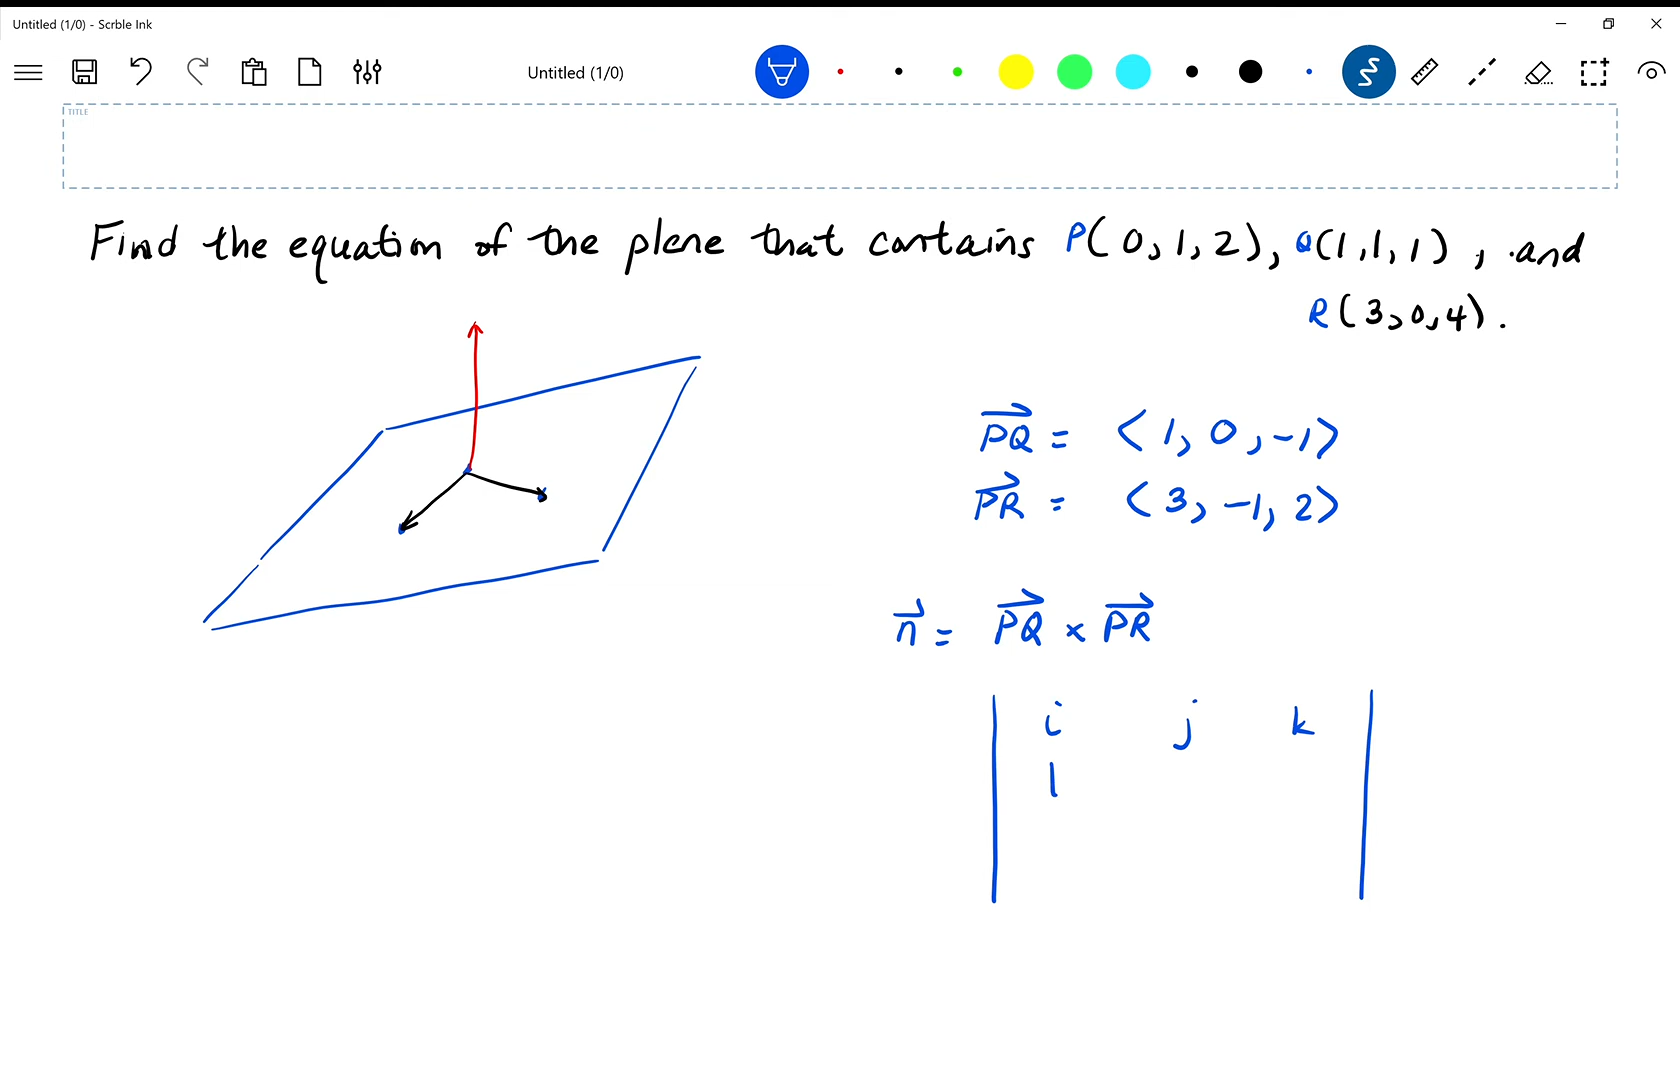 Untitled (1/0) - Scrble Ink
Untitled (1/0)
TITLE
Find the equation of the plane that contains P(0,1,2), Q(1,1,1), and
R(3,0,4).
PQ = <1, 0, -1>
PR = <3, -1, 2>
n = PQ × PR
i j k
1